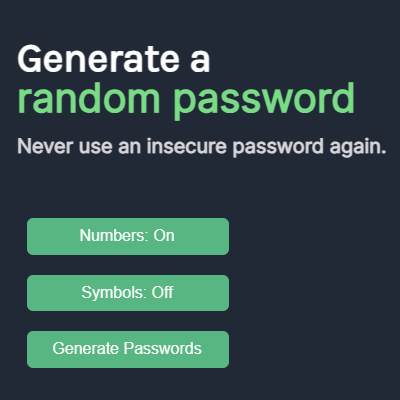 Generate a
random password
Never use an insecure password again.
Numbers: On
Symbols: Off
Generate Passwords